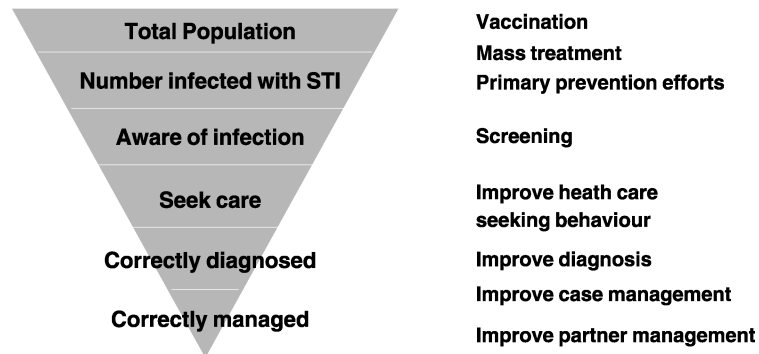 Total Population
Vaccination
Mass treatment
Number infected with STI
Primary prevention efforts
Aware of infection
Screening
Seek care
Improve heath care
seeking behaviour
Correctly diagnosed
Improve diagnosis
Improve case management
Correctly managed
Improve partner management